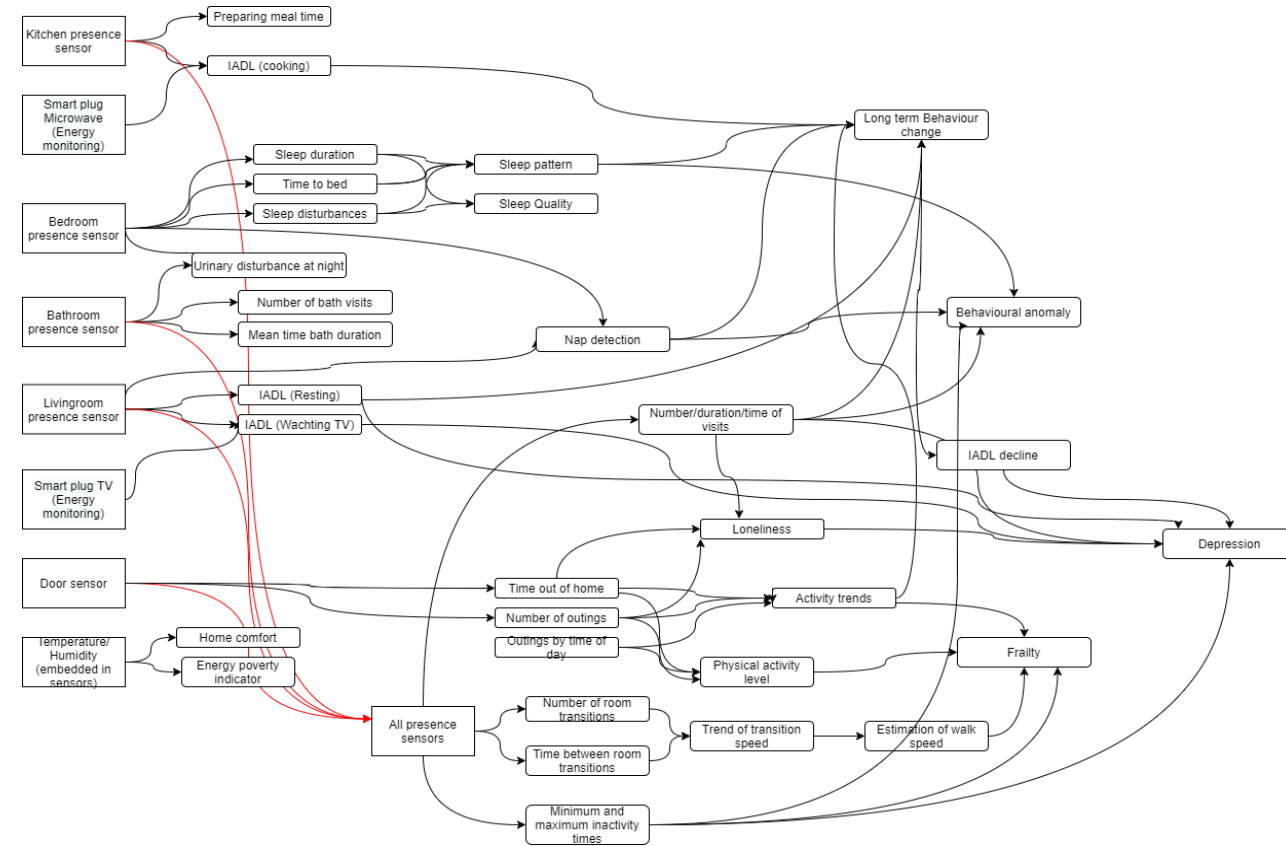 Preparing meal time
Kitchen presence
sensor
IADL (cooking)
Smart plug
Microwave
(Energy
monitoring)
Long term Behaviour
change
Sleep duration
Sleep pattern
Time to bed
Sleep Quality
Sleep disturbances
Bedroom
presence sensor
Urinary disturbance at night
Number of bath visits
Bathroom
presence sensor
Mean time bath duration
Behavioural anomaly
Nap detection
Livingroom
presence sensor
IADL (Resting)
IADL (Wachting TV)
Number/duration/time of
visits
IADL decline
Smart plug TV
(Energy
monitoring)
Loneliness
Depression
Door sensor
Time out of home
Activity trends
Number of outings
Outings by time of
day
Temperature/
Humidity
(embedded in
sensors)
Home comfort
Energy poverty
indicator
Physical activity
level
Frailty
All presence
sensors
Number of room
transitions
Time between room
transitions
Trend of transition
speed
Estimation of walk
speed
Minimum and
maximum inactivity
times